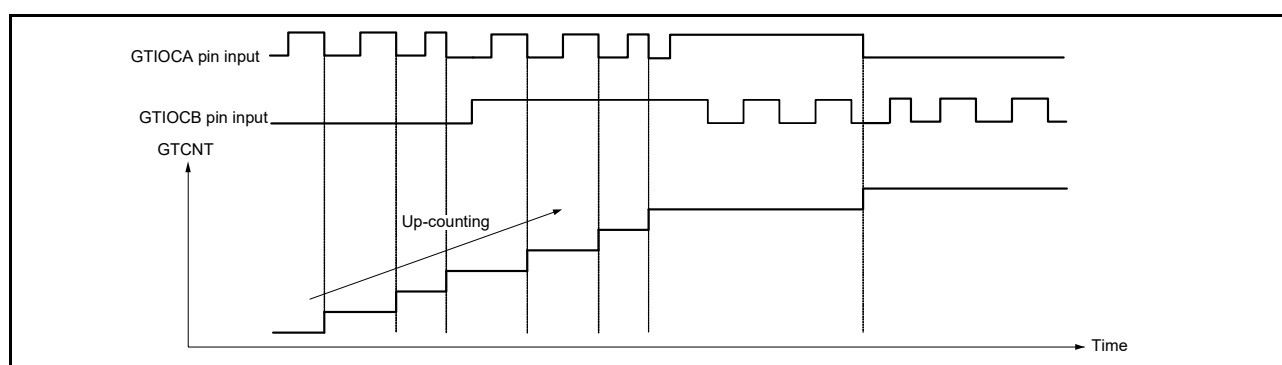 GTIOCA pin input
GTIOCB pin input
GTCNT
Up-counting
Time